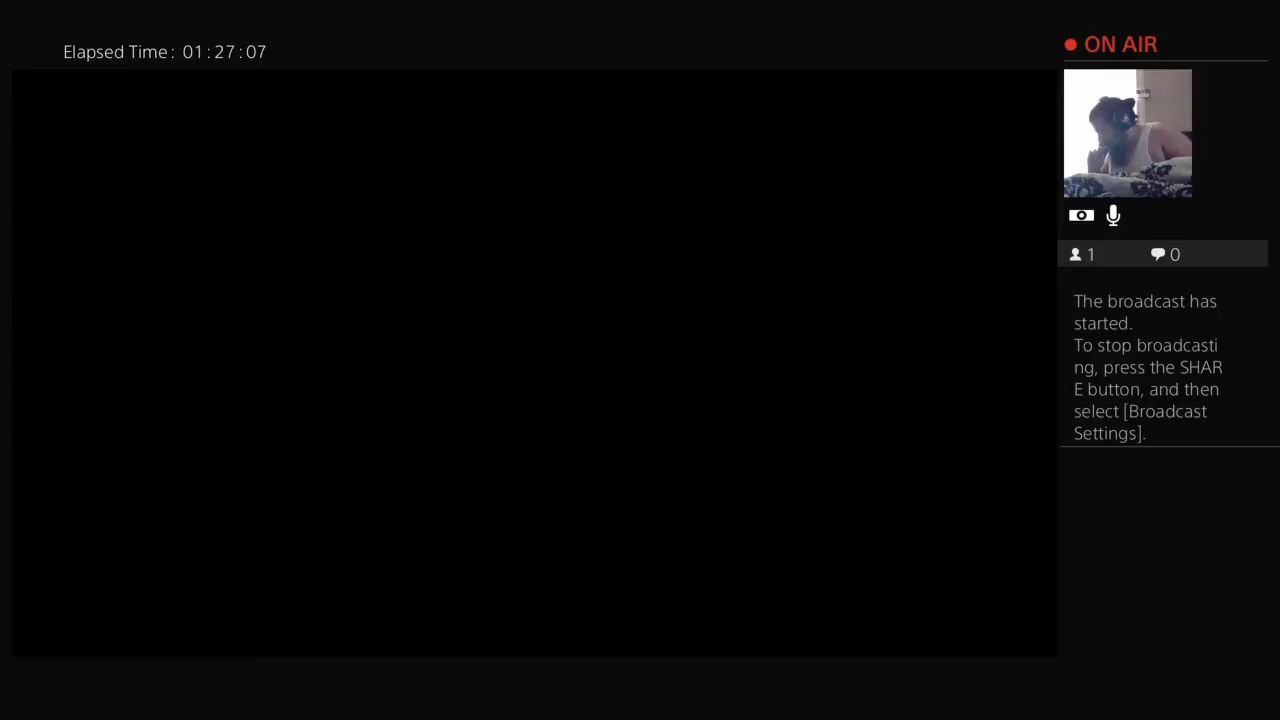 Elapsed Time: 01:27:07
ON AIR
1 0
The broadcast has
started.
To stop broadcasti
ng, press the SHAR
E button, and then
select [Broadcast
Settings].